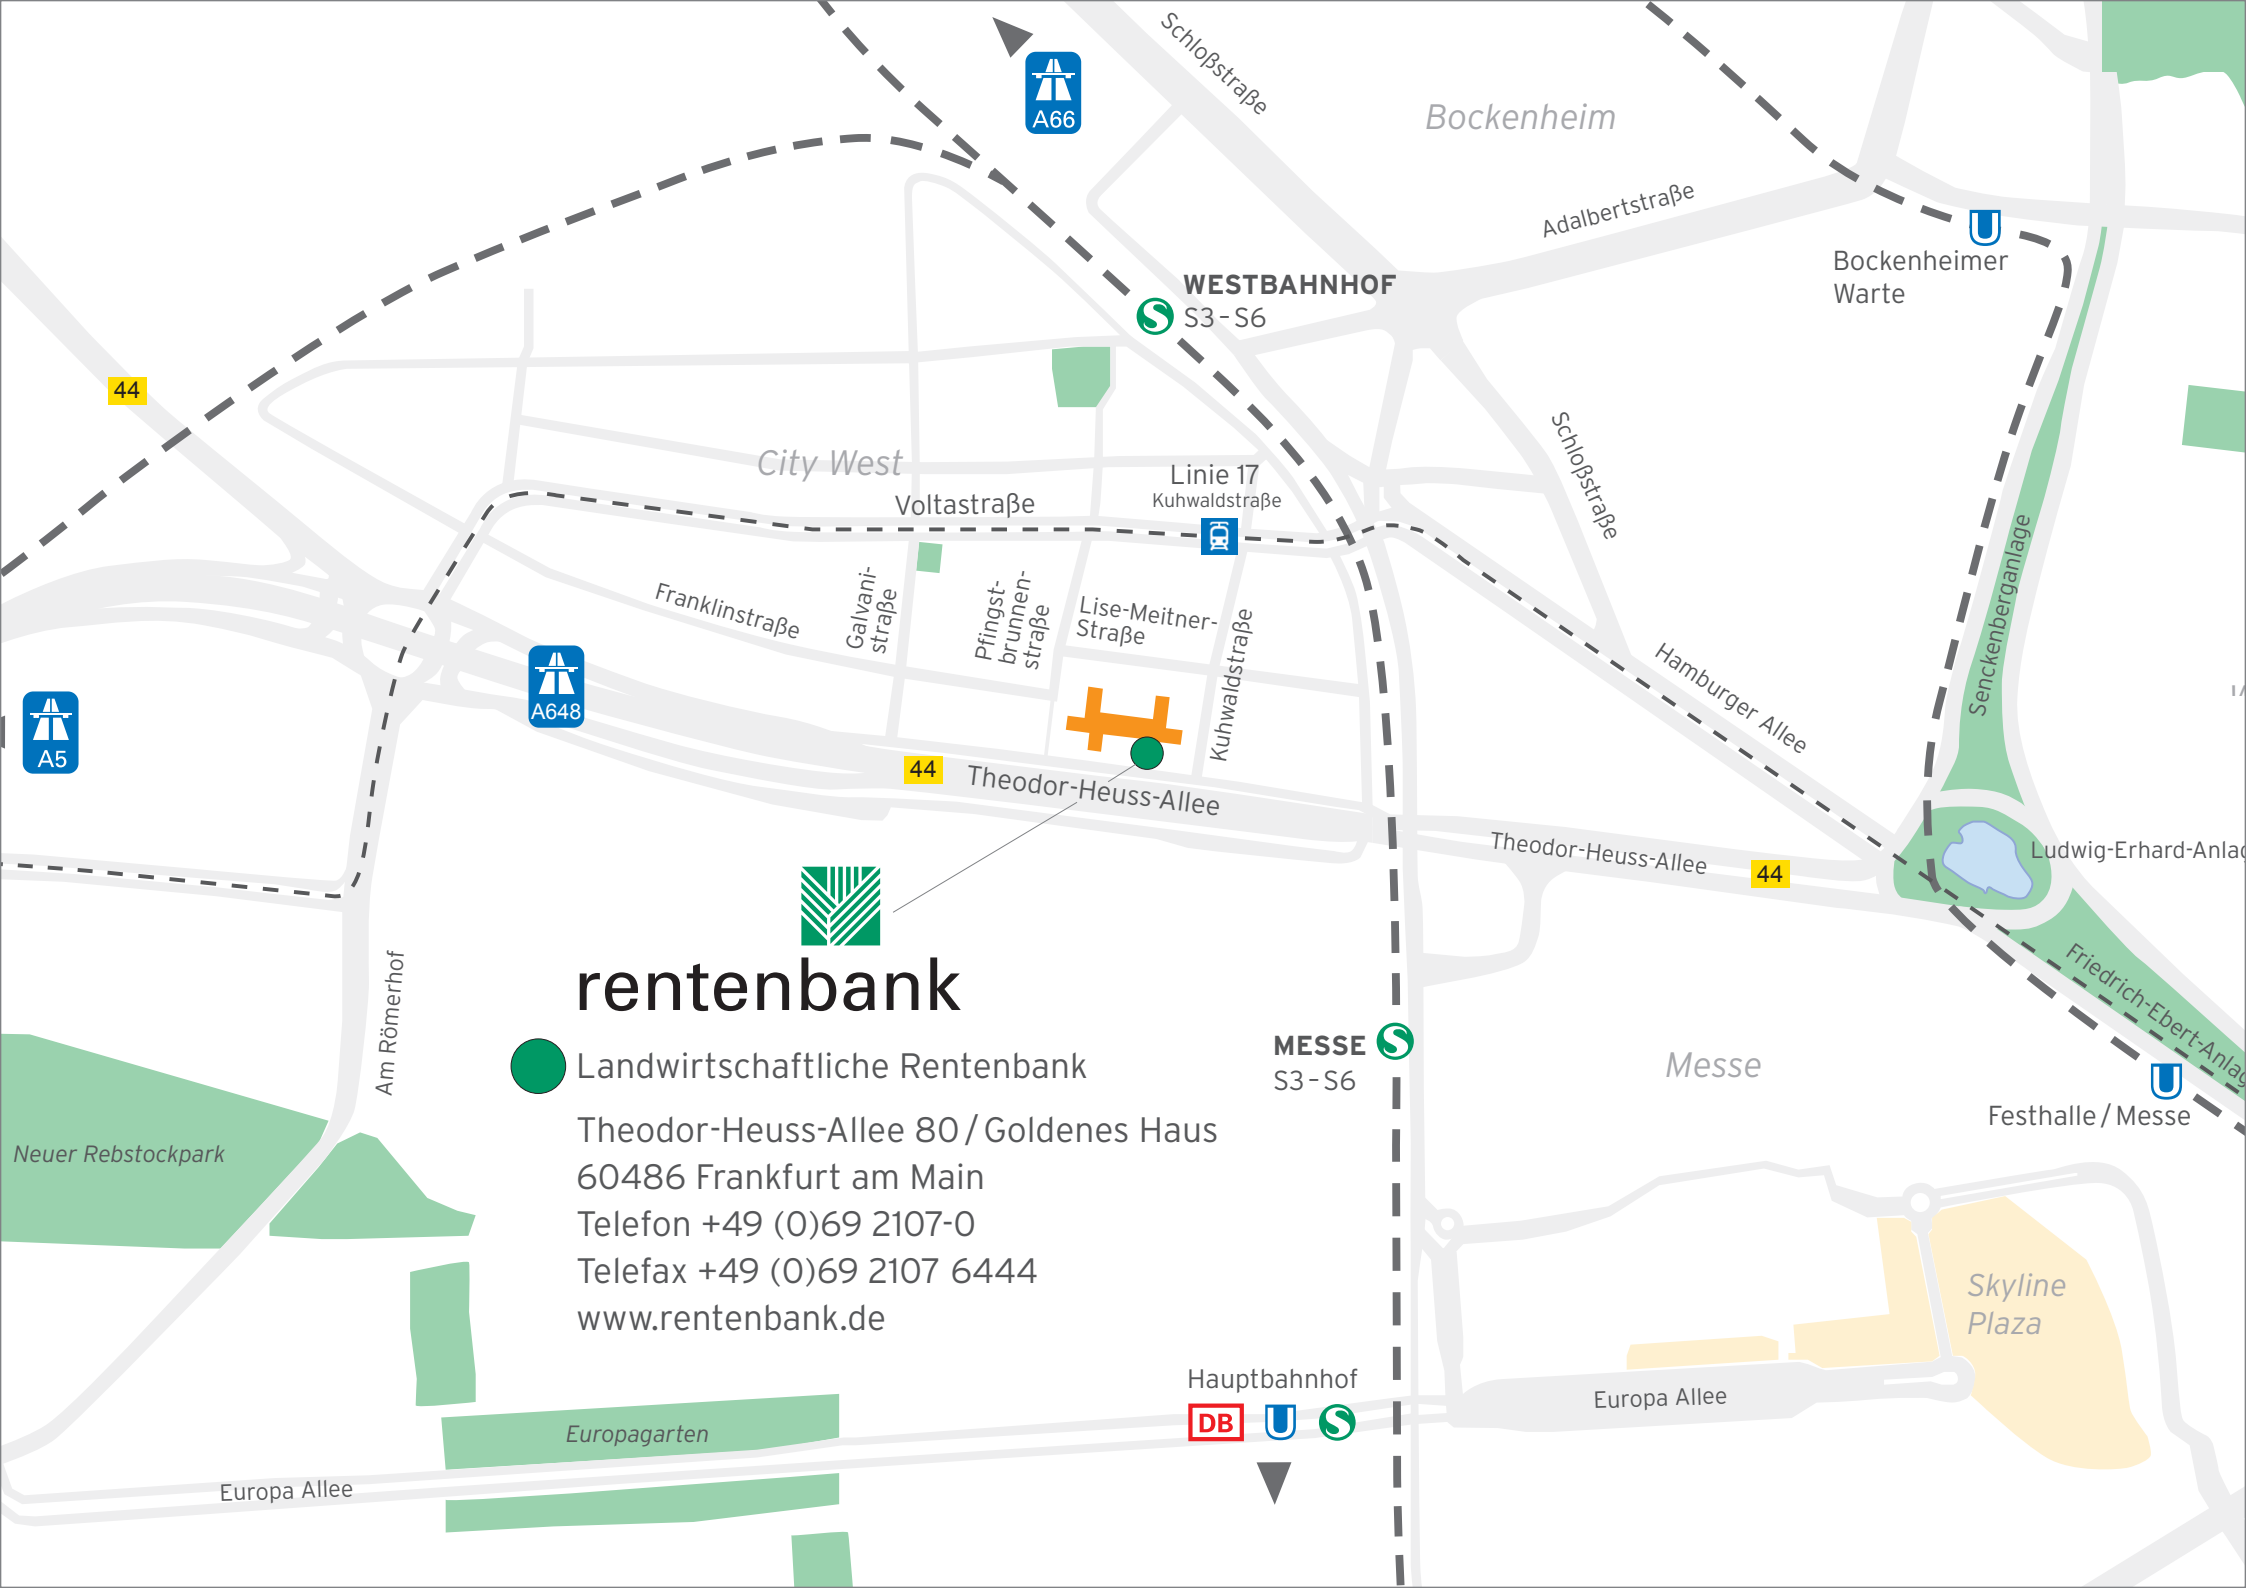 Schloßstraße
A66
Bockenheim
Adalbertstraße
Bockenheimer
Warte
WESTBAHNHOF
S3–S6
44
City West
Linie 17
Kuhwaldstraße
Voltastraße
Schloßstraße
Senckenberganlage
Franklinstraße
Galvani-
straße
Pfingst-
brunnen-
straße
Lise-Meitner-
Straße
Kuhwaldstraße
Hamburger Allee
A648
A5
44
Theodor-Heuss-Allee
Theodor-Heuss-Allee
44
Ludwig-Erhard-Anlag
Friedrich-Ebert-Anlag
rentenbank
Am Römerhof
Landwirtschaftliche Rentenbank
MESSE
S3–S6
Messe
Festhalle/Messe
Theodor-Heuss-Allee 80/Goldenes Haus
60486 Frankfurt am Main
Telefon +49 (0)69 2107-0
Telefax +49 (0)69 2107 6444
www.rentenbank.de
Neuer Rebstockpark
Skyline
Plaza
Hauptbahnhof
DB U S
Europa Allee
Europagarten
Europa Allee